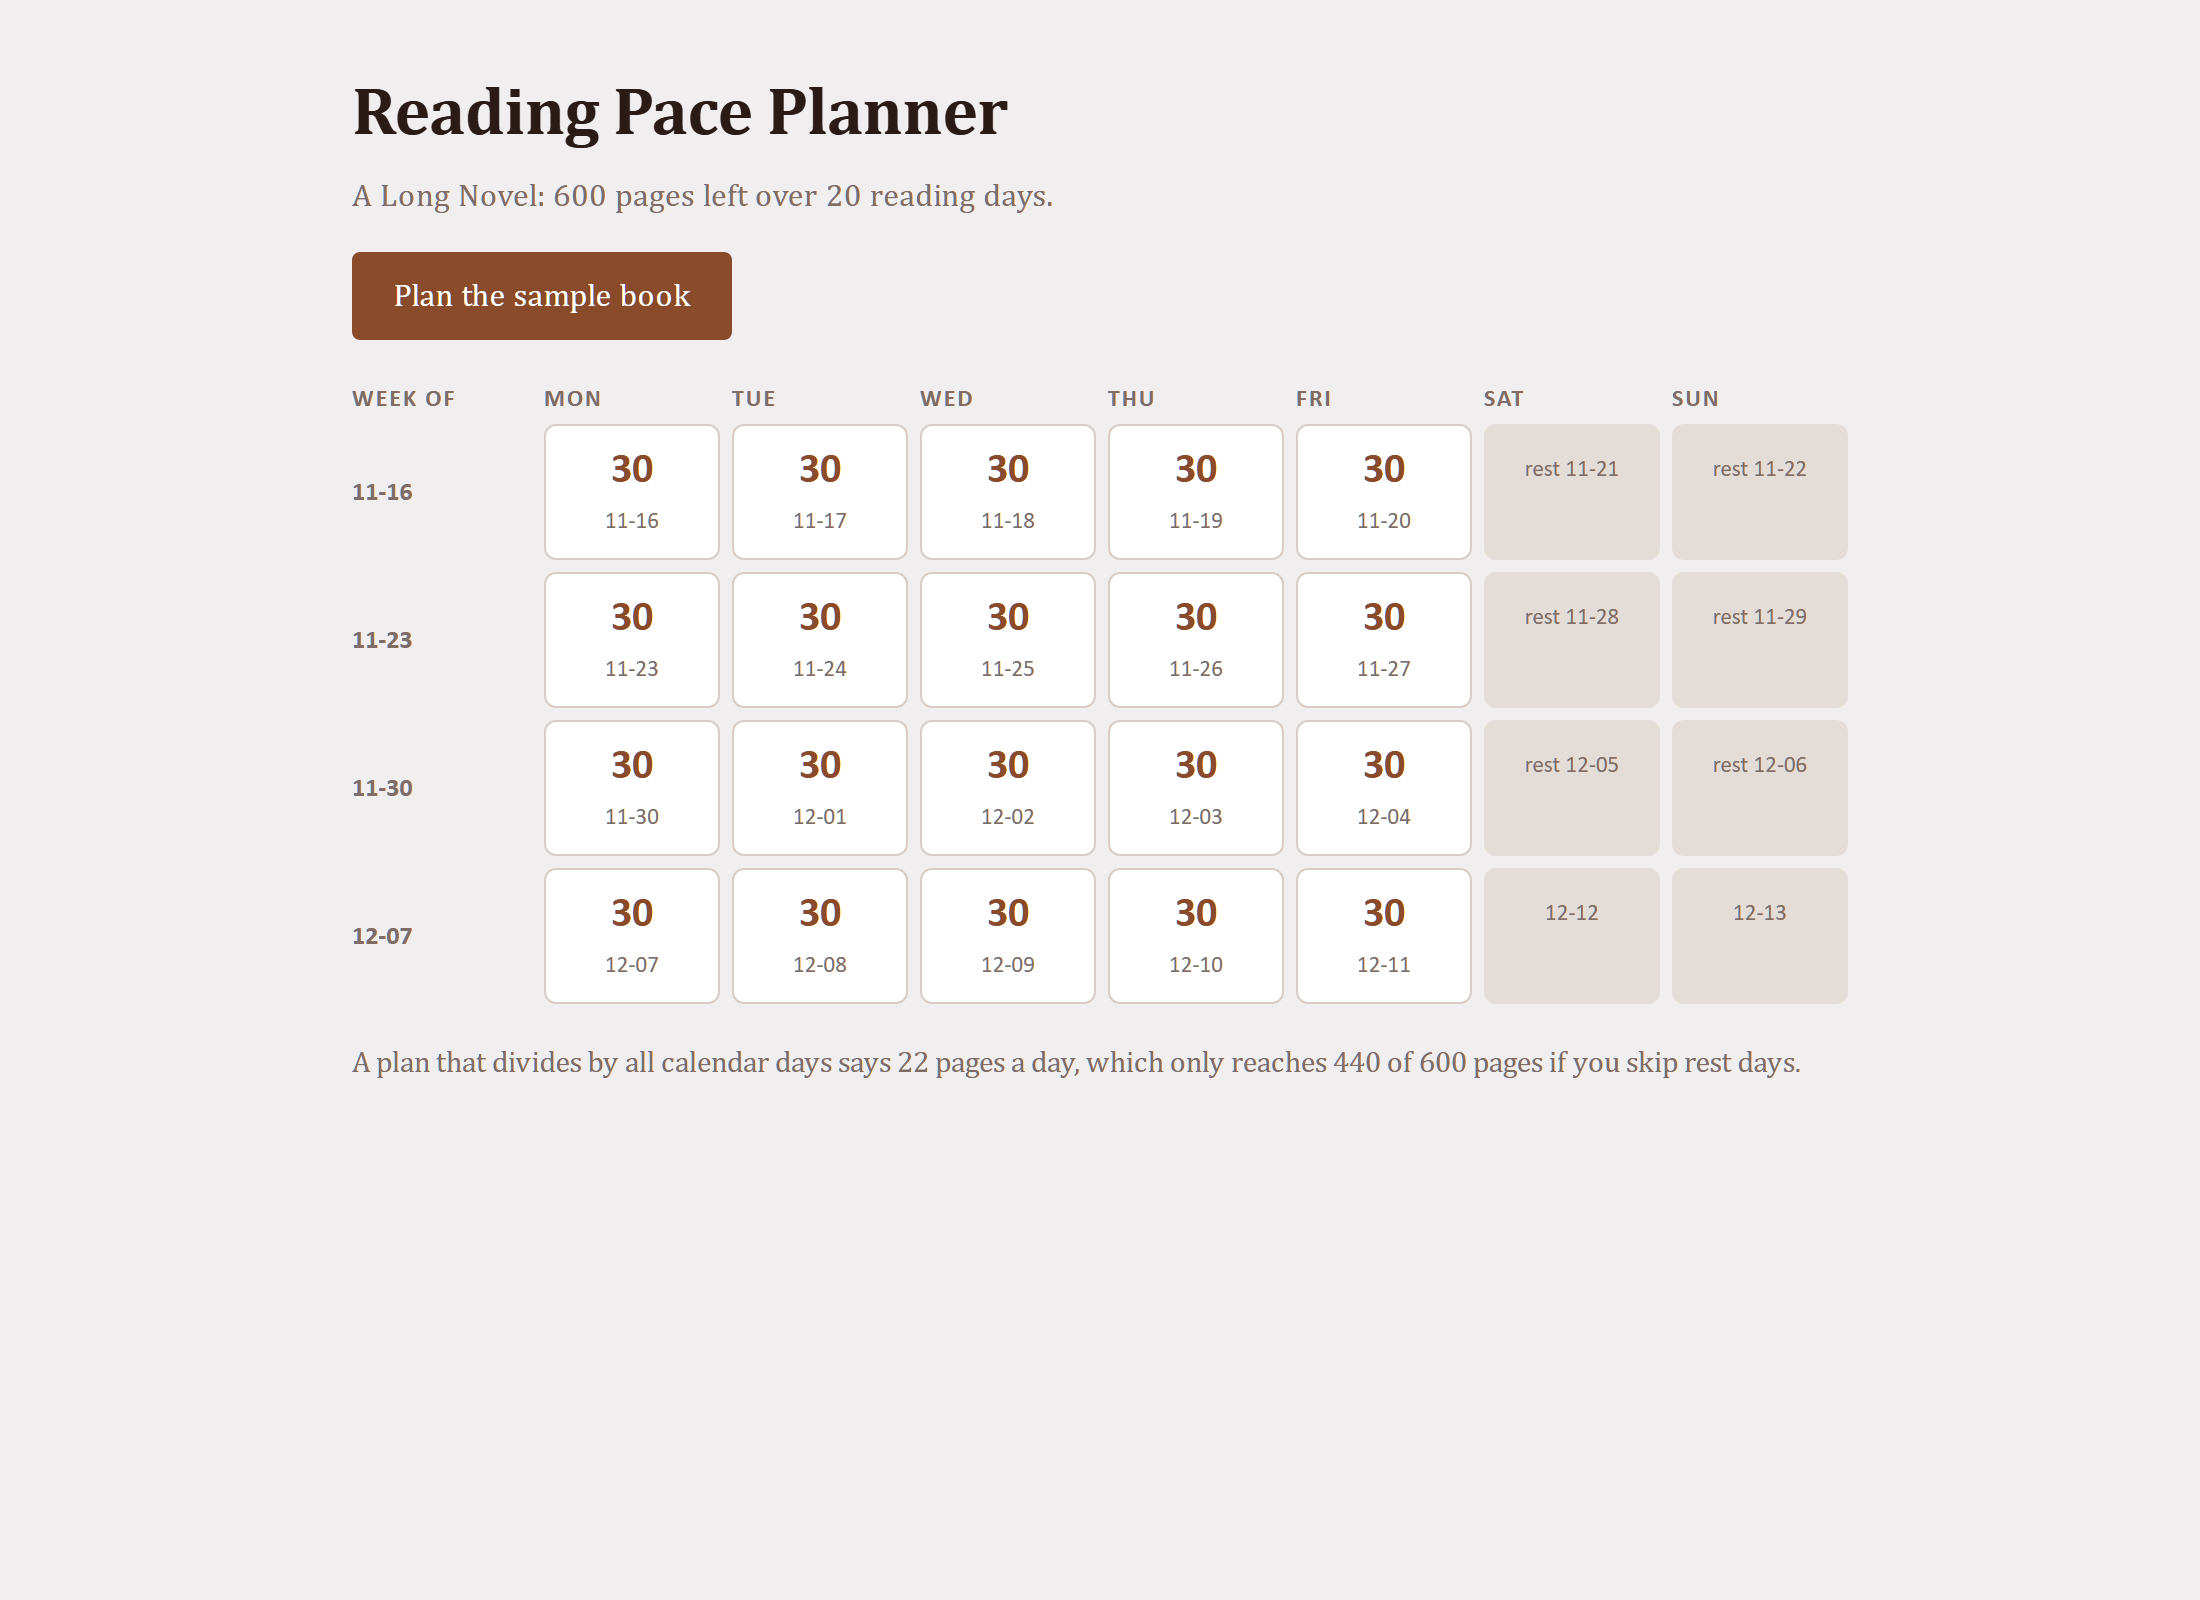 Reading Pace Planner
A Long Novel: 600 pages left over 20 reading days.
Plan the sample book
WEEK OF MON TUE WED THU FRI SAT SUN
30 30 30 30 30 rest 11-21 rest 11-22
11-16
11-16 11-17 11-18 11-19 11-20
30 30 30 30 30 rest 11-28 rest 11-29
11-23
11-23 11-24 11-25 11-26 11-27
30 30 30 30 30 rest 12-05 rest 12-06
11-30
11-30 12-01 12-02 12-03 12-04
30 30 30 30 30 12-12 12-13
12-07
12-07 12-08 12-09 12-10 12-11
A plan that divides by all calendar days says 22 pages a day, which only reaches 440 of 600 pages if you skip rest days.